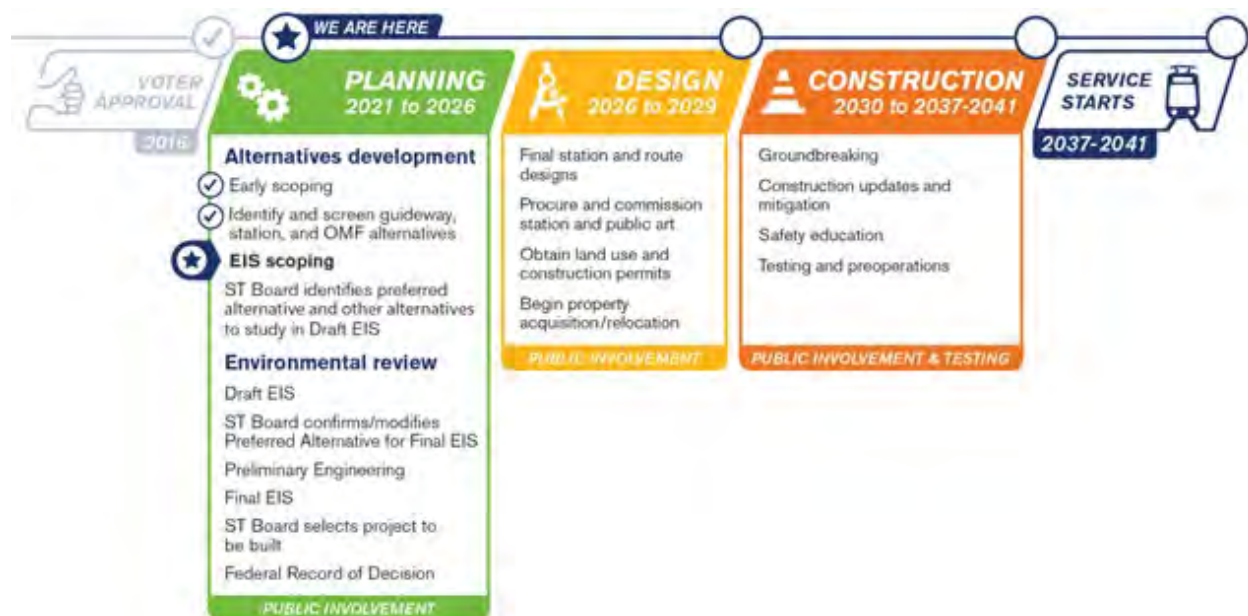 WE ARE HERE
VOTER
APPROVAL
2016
PLANNING
2021 to 2026
Alternatives development
Early scoping
Identify and screen guideway,
station, and OMF alternatives
EIS scoping
ST Board identifies preferred
alternative and other alternatives
to study in Draft EIS
Environmental review
Draft EIS
ST Board confirms/modifies
Preferred Alternative for Final EIS
Preliminary Engineering
Final EIS
ST Board selects project to
be built
Federal Record of Decision
PUBLIC INVOLVEMENT
DESIGN
2026 to 2029
Final station and route
designs
Procure and commission
station and public art
Obtain land use and
construction permits
Begin property
acquisition/relocation
PUBLIC INVOLVEMENT
CONSTRUCTION
2030 to 2037-2041
Groundbreaking
Construction updates and
mitigation
Safety education
Testing and preoperations
PUBLIC INVOLVEMENT & TESTING
SERVICE
STARTS
2037-2041